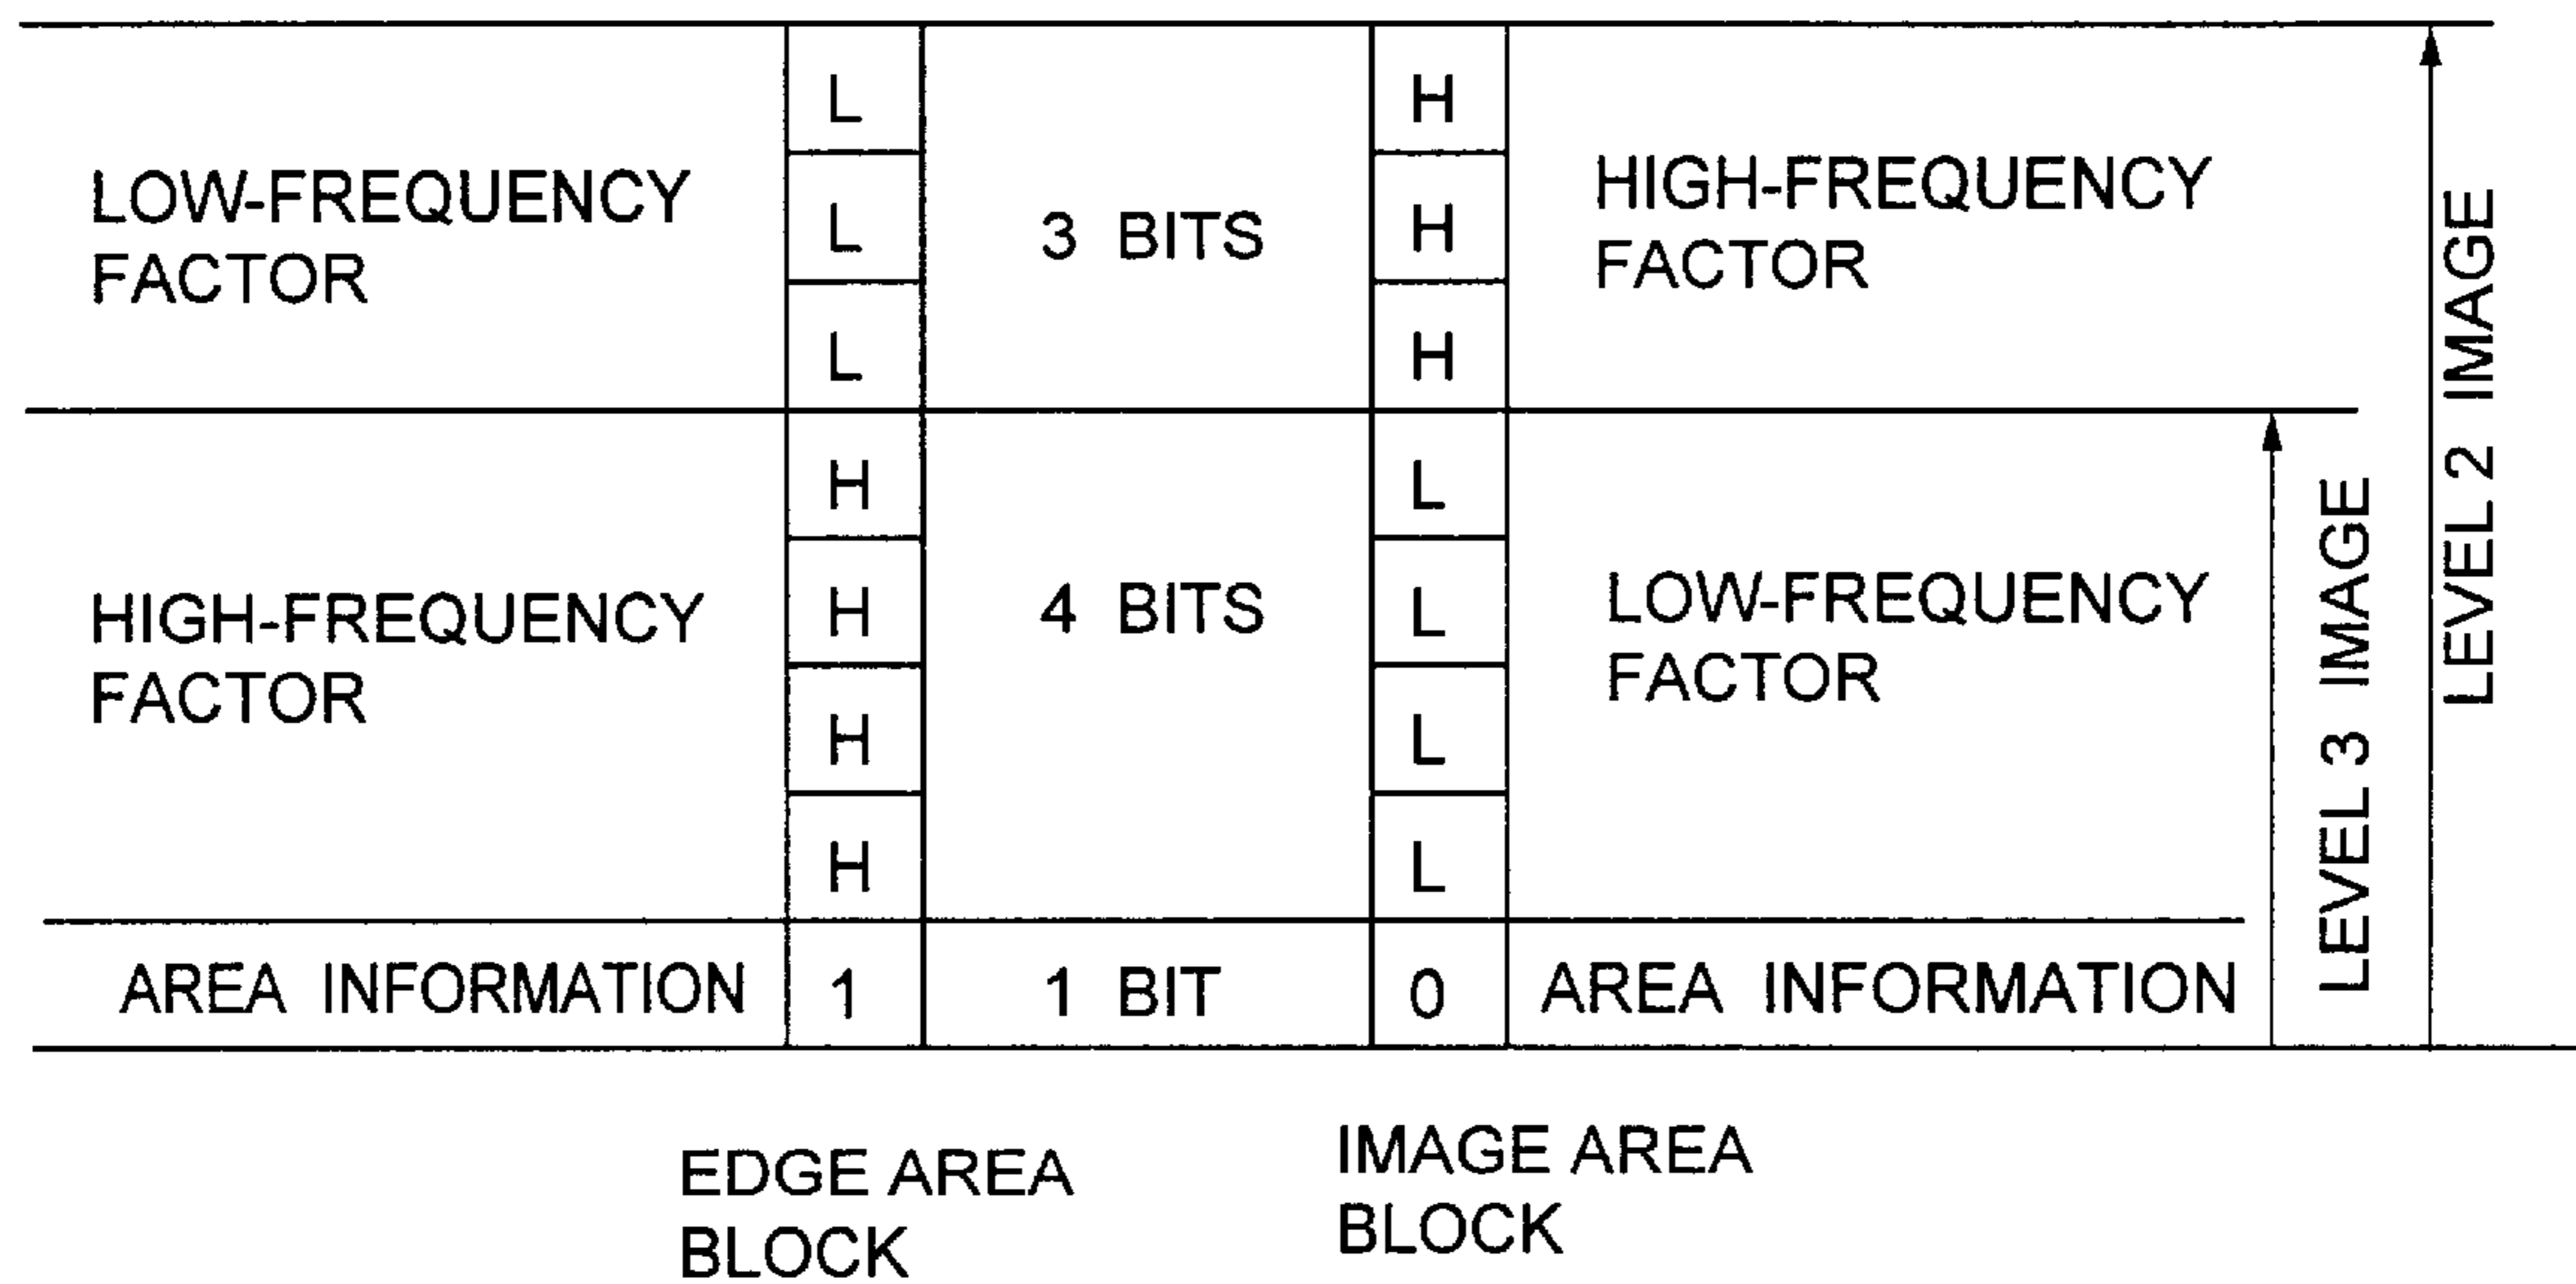 LOW-FREQUENCY
FACTOR
L
L
L
3 BITS
H
H
H
HIGH-FREQUENCY
FACTOR
HIGH-FREQUENCY
FACTOR
H
H
H
H
4 BITS
L
L
L
L
LOW-FREQUENCY
FACTOR
AREA INFORMATION
1
1 BIT
0
AREA INFORMATION
LEVEL 3 IMAGE
LEVEL 2 IMAGE
EDGE AREA
BLOCK
IMAGE AREA
BLOCK